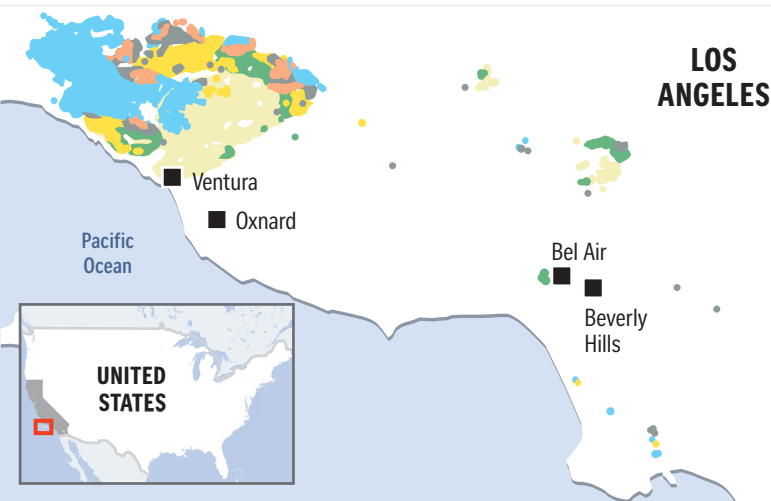 LOS
ANGELES
Ventura
Oxnard
Pacific
Ocean
Bel Air
Beverly
Hills
UNITED
STATES